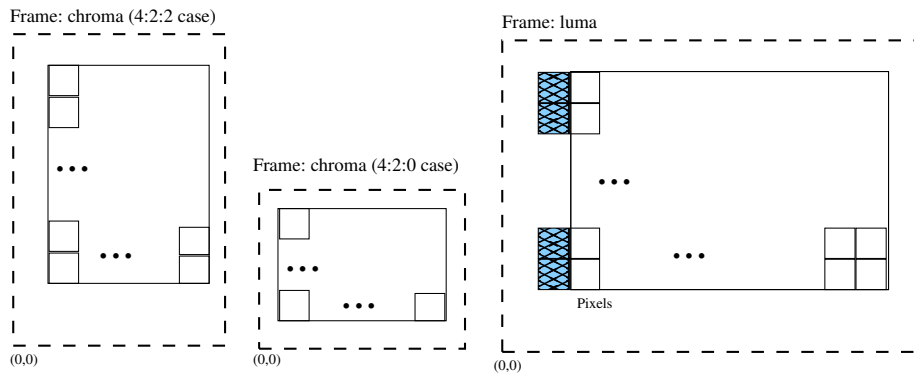 Frame: chroma (4:2:2 case)
Frame: luma
Frame: chroma (4:2:0 case)
Pixels
(0,0)
(0,0)
(0,0)